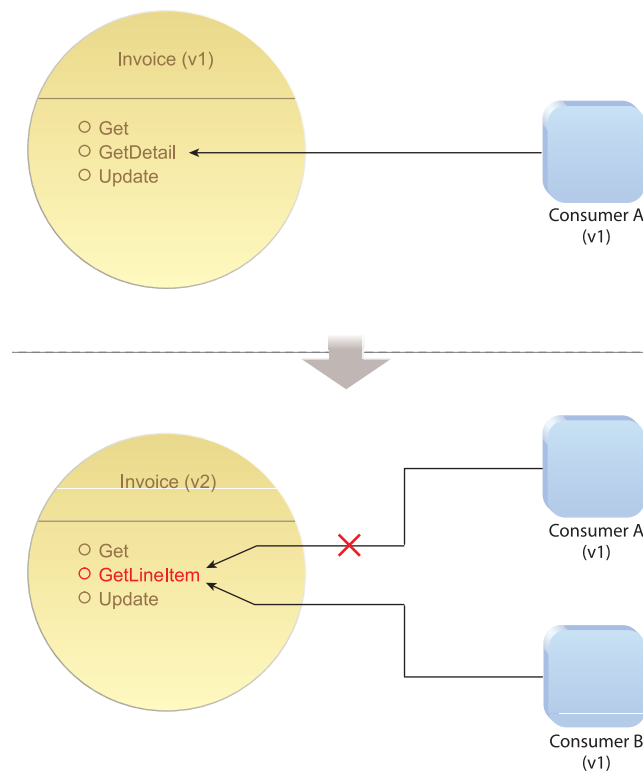 Invoice (v1)
Get
GetDetail
Update
Consumer A
(v1)
Invoice (v2)
Get
GetLineItem
Update
Consumer A
(v1)
Consumer B
(v1)